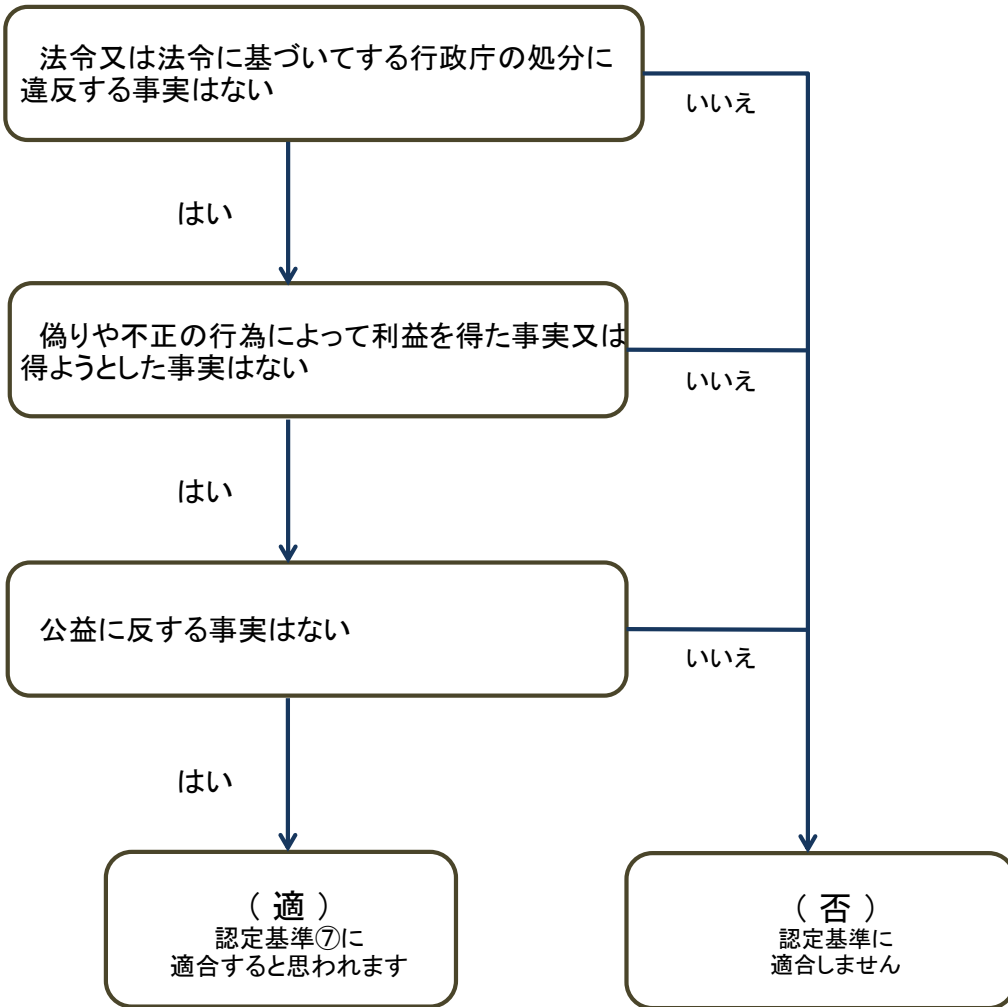 法令又は法令に基づいてする行政庁の処分に
違反する事実はない
いいえ
はい
偽りや不正の行為によって利益を得た事実又は
得ようとした事実はない
いいえ
はい
公益に反する事実はない
いいえ
はい
（ 適 ）
認定基準⑦に
適合すると思われます
（ 否 ）
認定基準に
適合しません